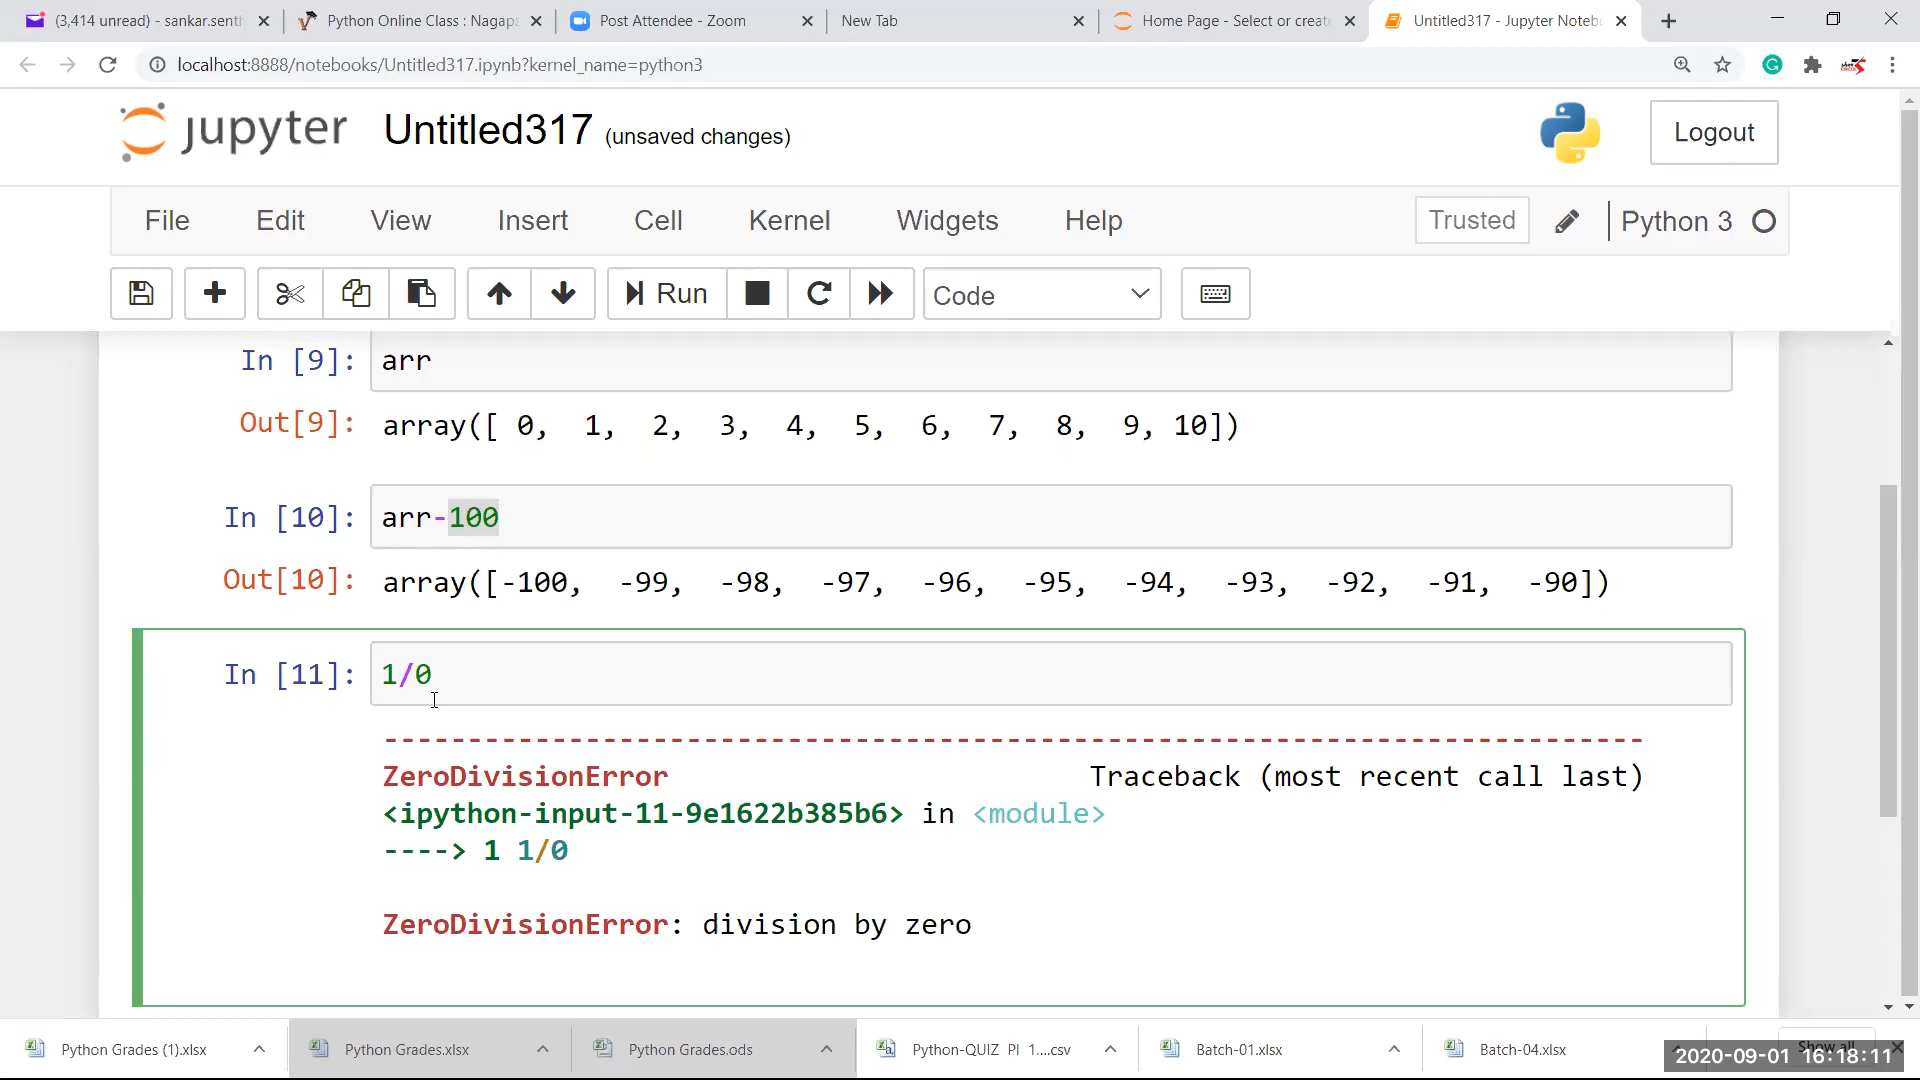 (3,414 unread) - sankar.senth
Python Online Class : Nagapa
Post Attendee - Zoom
New Tab
Home Page - Select or create
Untitled317 - Jupyter Notebo
localhost:8888/notebooks/Untitled317.ipynb?kernel_name=python3
jupyter Untitled317 (unsaved changes)
Logout
File Edit View Insert Cell Kernel Widgets Help
Trusted
Python 3
Run
Code
In [9]: arr
Out[9]: array([ 0, 1, 2, 3, 4, 5, 6, 7, 8, 9, 10])
In [10]: arr-100
Out[10]: array([-100, -99, -98, -97, -96, -95, -94, -93, -92, -91, -90])
In [11]: 1/0
---------------------------------------------------------------------------
ZeroDivisionError Traceback (most recent call last)
<ipython-input-11-9e1622b385b6> in <module>
----> 1 1/0
ZeroDivisionError: division by zero
Python Grades (1).xlsx
Python Grades.xlsx
Python Grades.ods
Python-QUIZ PI 1....csv
Batch-01.xlsx
Batch-04.xlsx
Show all
2020-09-01 16:18:11